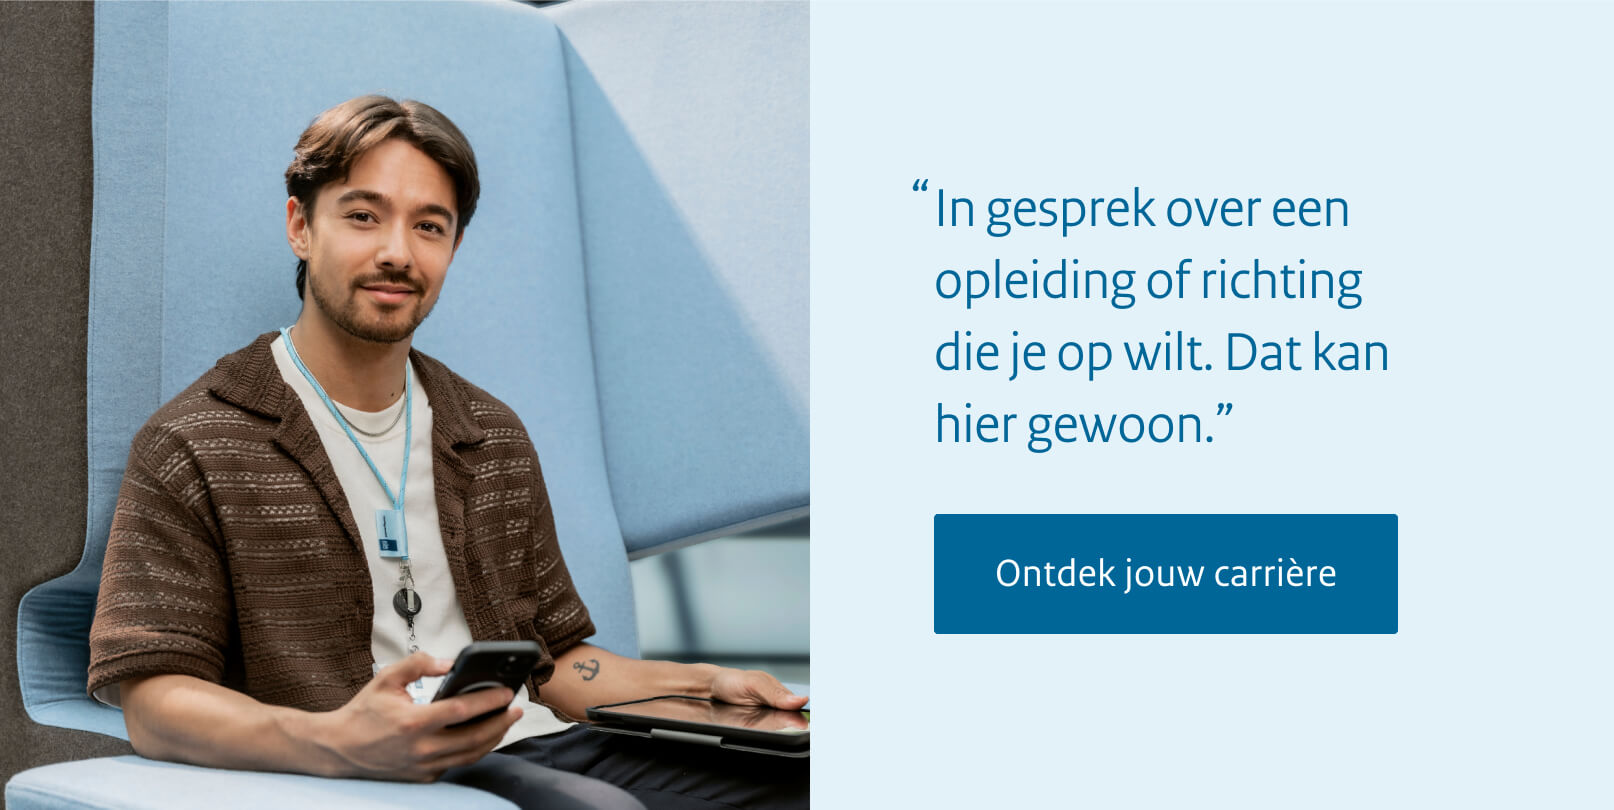 “In gesprek over een
opleiding of richting
die je op wilt. Dat kan
hier gewoon.”
Ontdek jouw carrière